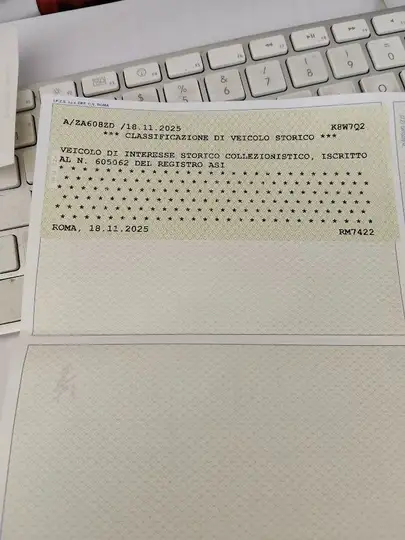 A/ZA608ZD /18.11.2025 K8W7Q2
*** CLASSIFICAZIONE DI VEICOLO STORICO ***
VEICOLO DI INTERESSE STORICO COLLEZIONISTICO, ISCRITTO
AL N. 605062 DEL REGISTRO ASI
ROMA, 18.11.2025 RM7422